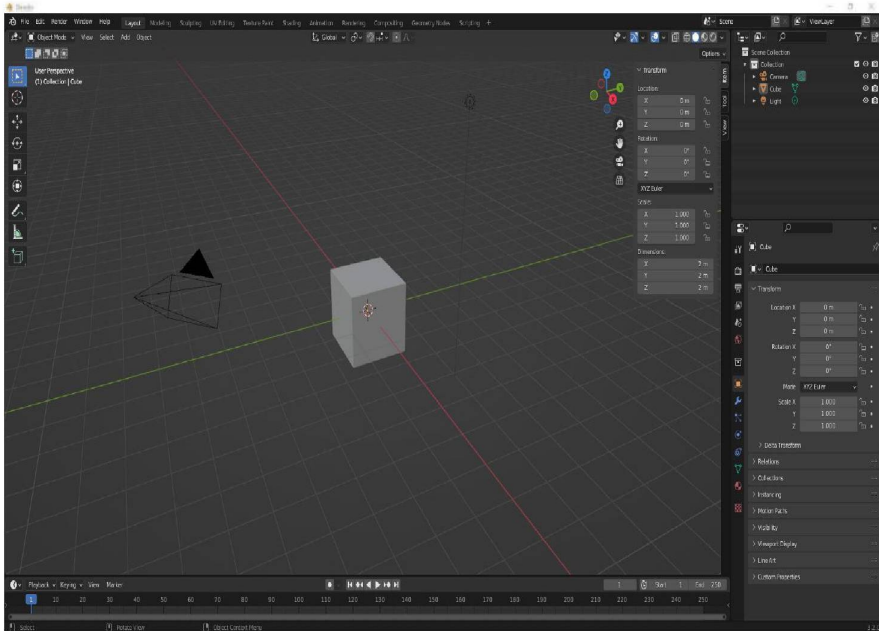 Blender
File Edit Render Window Help Layout Modeling Sculpting UV Editing Texture Paint Shading Animation Rendering Compositing Geometry Nodes Scripting + Scene ViewLayer
Object Mode View Select Add Object Global
Options
User Perspective
(1) Collection | Cube
Transform
Location:
X 0 m
Y 0 m
Z 0 m
Rotation:
X 0°
Y 0°
Z 0°
XYZ Euler
Scale:
X 1.000
Y 1.000
Z 1.000
Dimensions:
X 2 m
Y 2 m
Z 2 m
Item
Tool
View
Z
Y
X
Scene Collection
Collection
Camera
Cube
Light
Cube
Cube
Transform
Location X 0 m
Y 0 m
Z 0 m
Rotation X 0°
Y 0°
Z 0°
Mode XYZ Euler
Scale X 1.000
Y 1.000
Z 1.000
Delta Transform
Relations
Collections
Instancing
Motion Paths
Visibility
Viewport Display
Line Art
Custom Properties
Playback Keying View Marker 1 Start 1 End 250
1 10 20 30 40 50 60 70 80 90 100 110 120 130 140 150 160 170 180 190 200 210 220 230 240 250
Select Rotate View Object Context Menu